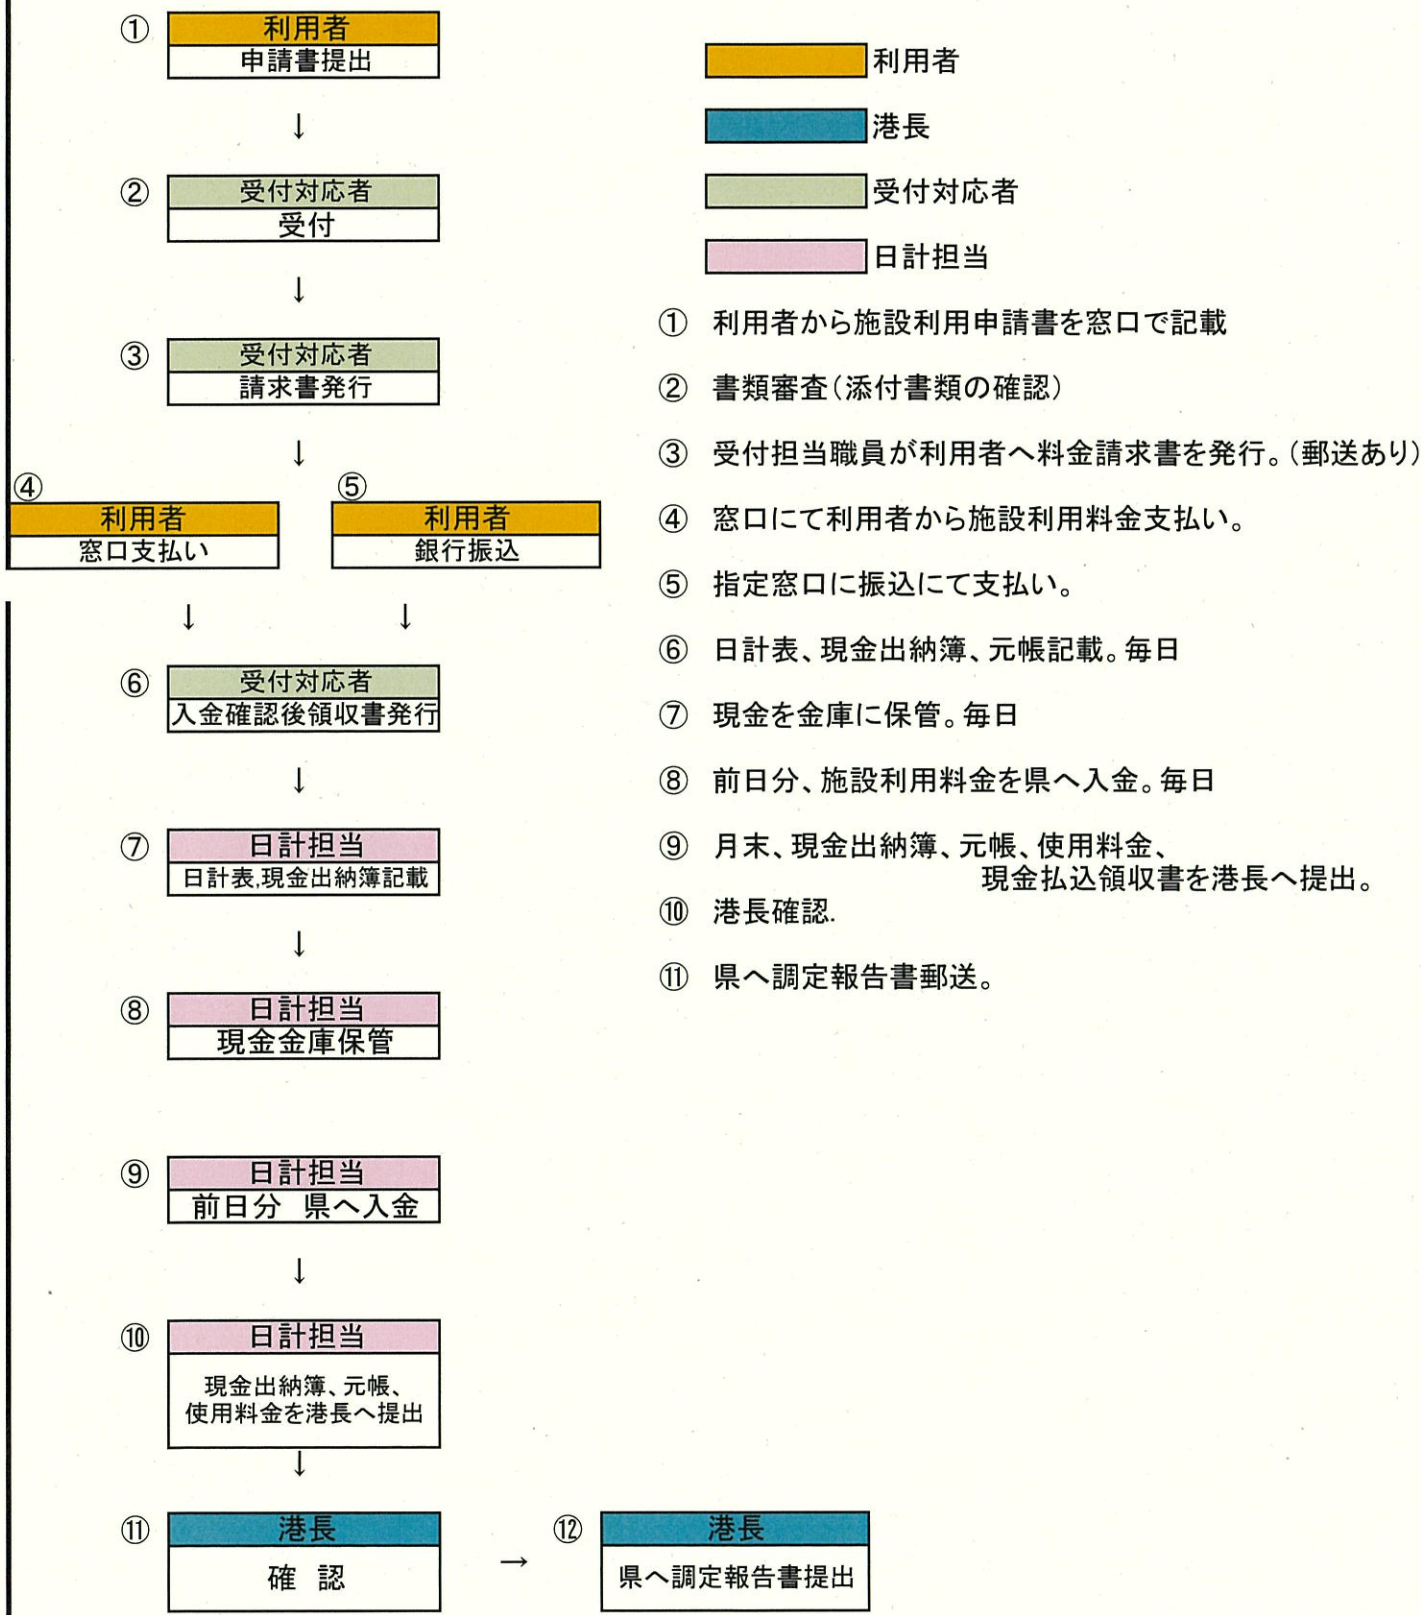 ① 利用者
申請書提出
↓
② 受付対応者
受付
↓
③ 受付対応者
請求書発行
↓
④
利用者
窓口支払い
⑤
利用者
銀行振込
↓ ↓
⑥ 受付対応者
入金確認後領収書発行
↓
⑦ 日計担当
日計表,現金出納簿記載
↓
⑧ 日計担当
現金金庫保管
⑨ 日計担当
前日分 県へ入金
↓
⑩ 日計担当
現金出納簿、元帳、
使用料金を港長へ提出
↓
⑪ 港長
確 認
→
⑫ 港長
県へ調定報告書提出
利用者
港長
受付対応者
日計担当
① 利用者から施設利用申請書を窓口で記載
② 書類審査(添付書類の確認)
③ 受付担当職員が利用者へ料金請求書を発行。(郵送あり)
④ 窓口にて利用者から施設利用料金支払い。
⑤ 指定窓口に振込にて支払い。
⑥ 日計表、現金出納簿、元帳記載。毎日
⑦ 現金を金庫に保管。毎日
⑧ 前日分、施設利用料金を県へ入金。毎日
⑨ 月末、現金出納簿、元帳、使用料金、
現金払込領収書を港長へ提出。
⑩ 港長確認.
⑪ 県へ調定報告書郵送。